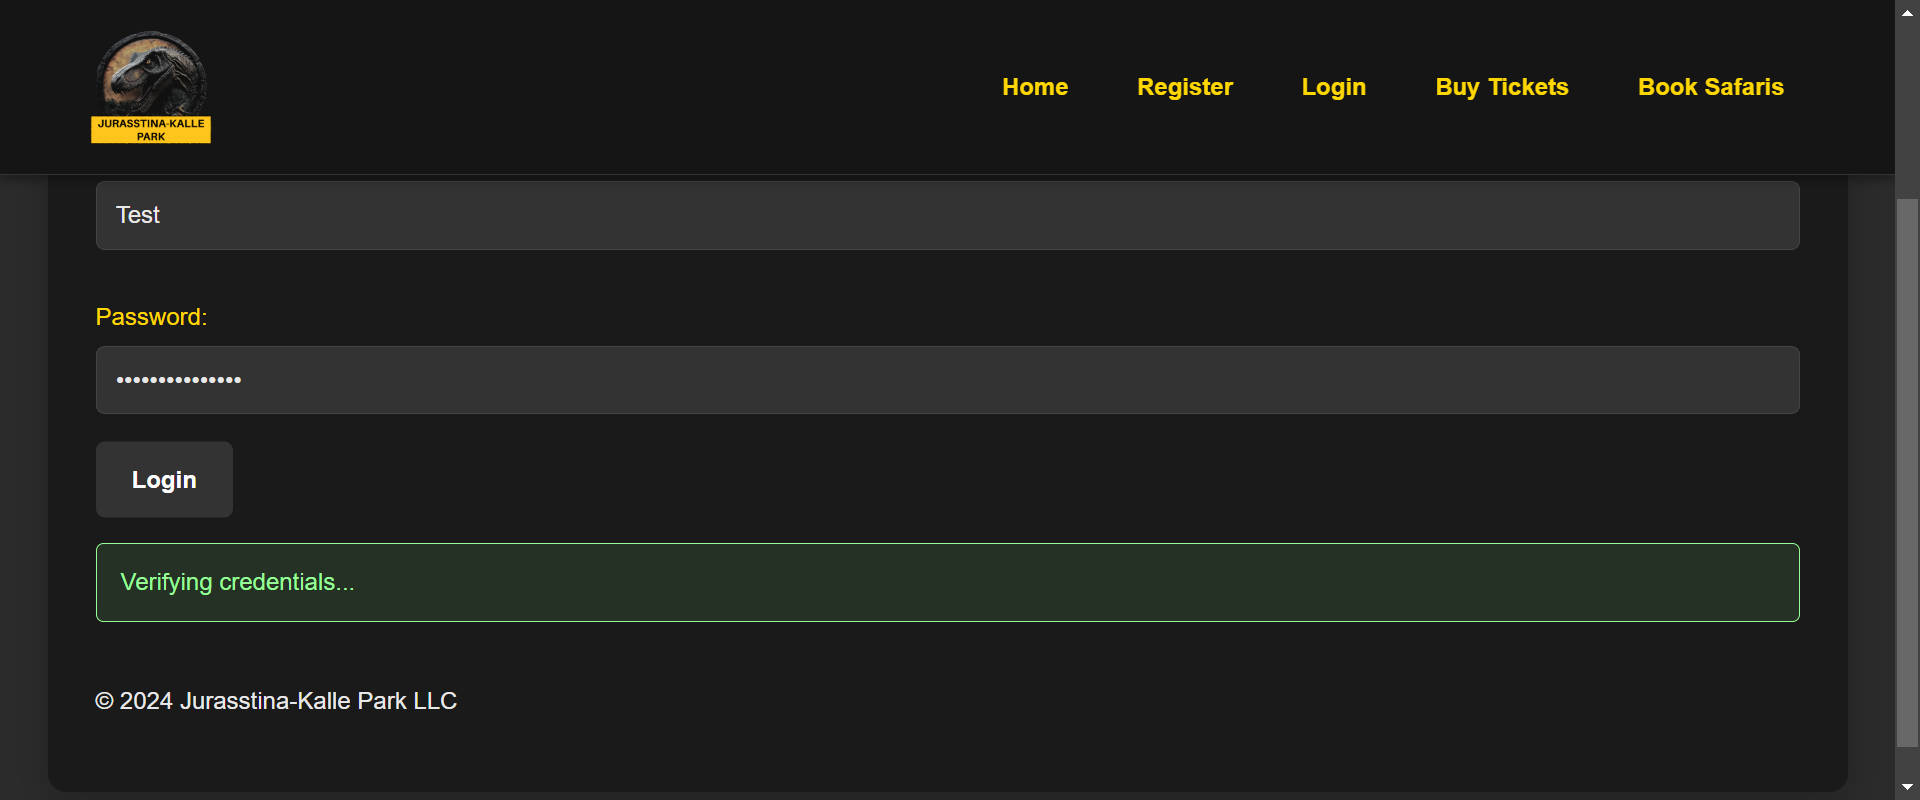 JURASSTINA-KALLE
PARK
Home
Register
Login
Buy Tickets
Book Safaris
Test
Password:
•••••••••••••••
Login
Verifying credentials...
© 2024 Jurasstina-Kalle Park LLC